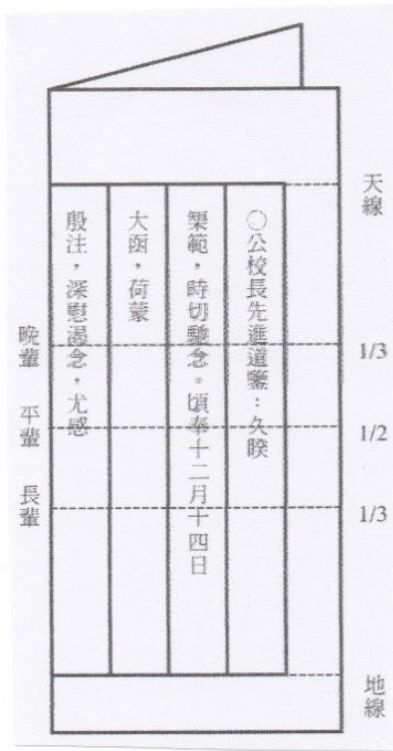 天線
1/3
1/2
1/3
地線
○公校長先進道鑒：久睽
榘範，時切馳念。頃奉十二月十四日
大函，荷蒙
殷注，深慰渴念，尤感
晚輩
平輩
長輩